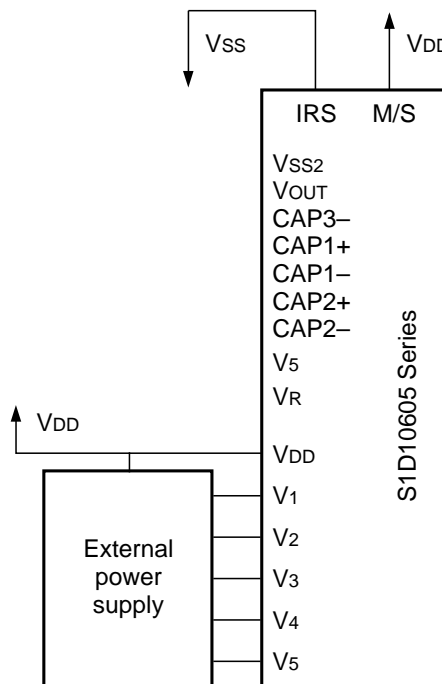 VSS
VDD
IRS M/S
VSS2
VOUT
CAP3–
CAP1+
CAP1–
CAP2+
CAP2–
V5
VR
S1D10605 Series
VDD
VDD
V1
External
power
supply
V2
V3
V4
V5